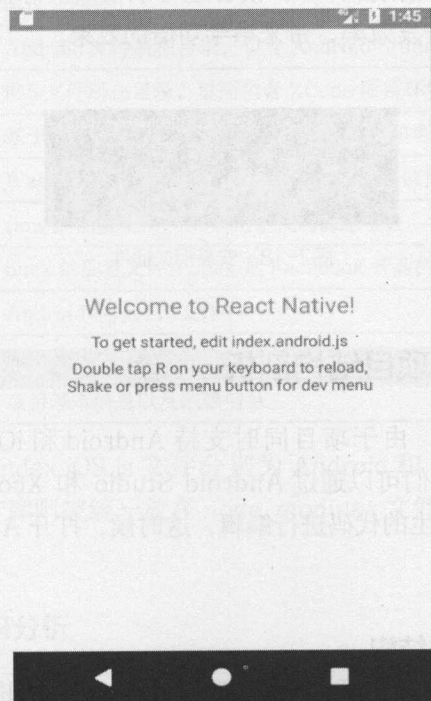 4G 1:45
Welcome to React Native!
To get started, edit index.android.js
Double tap R on your keyboard to reload,
Shake or press menu button for dev menu